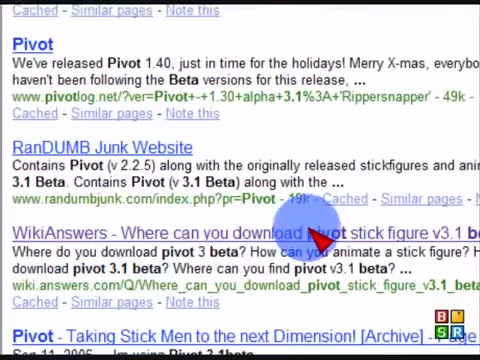 Cached - Similar pages - Note this
Pivot
We've released Pivot 1.40, just in time for the holidays! Merry X-mas, everybo
haven't been following the Beta versions for this release, ...
www.pivotlog.net/?ver=Pivot+-+1.30+alpha+3.1%3A+'Rippersnapper' - 49k -
Cached - Similar pages - Note this
RanDUMB Junk Website
Contains Pivot (v 2.2.5) along with the originally released stickfigures and ani
3.1 Beta. Contains Pivot (v 3.1 Beta) along with the ...
www.randumbjunk.com/index.php?pr=Pivot - 19k - Cached - Similar pages - N
WikiAnswers - Where can you download pivot stick figure v3.1 be
Where do you download pivot 3 beta? How can you animate a stick figure? H
download pivot 3.1 beta? Where can you find pivot v3.1 beta? ...
wiki.answers.com/Q/Where_can_you_download_pivot_stick_figure_v3.1_beta
Cached - Similar pages - Note this
Pivot - Taking Stick Men to the next Dimension! [Archive] - Page
B SR